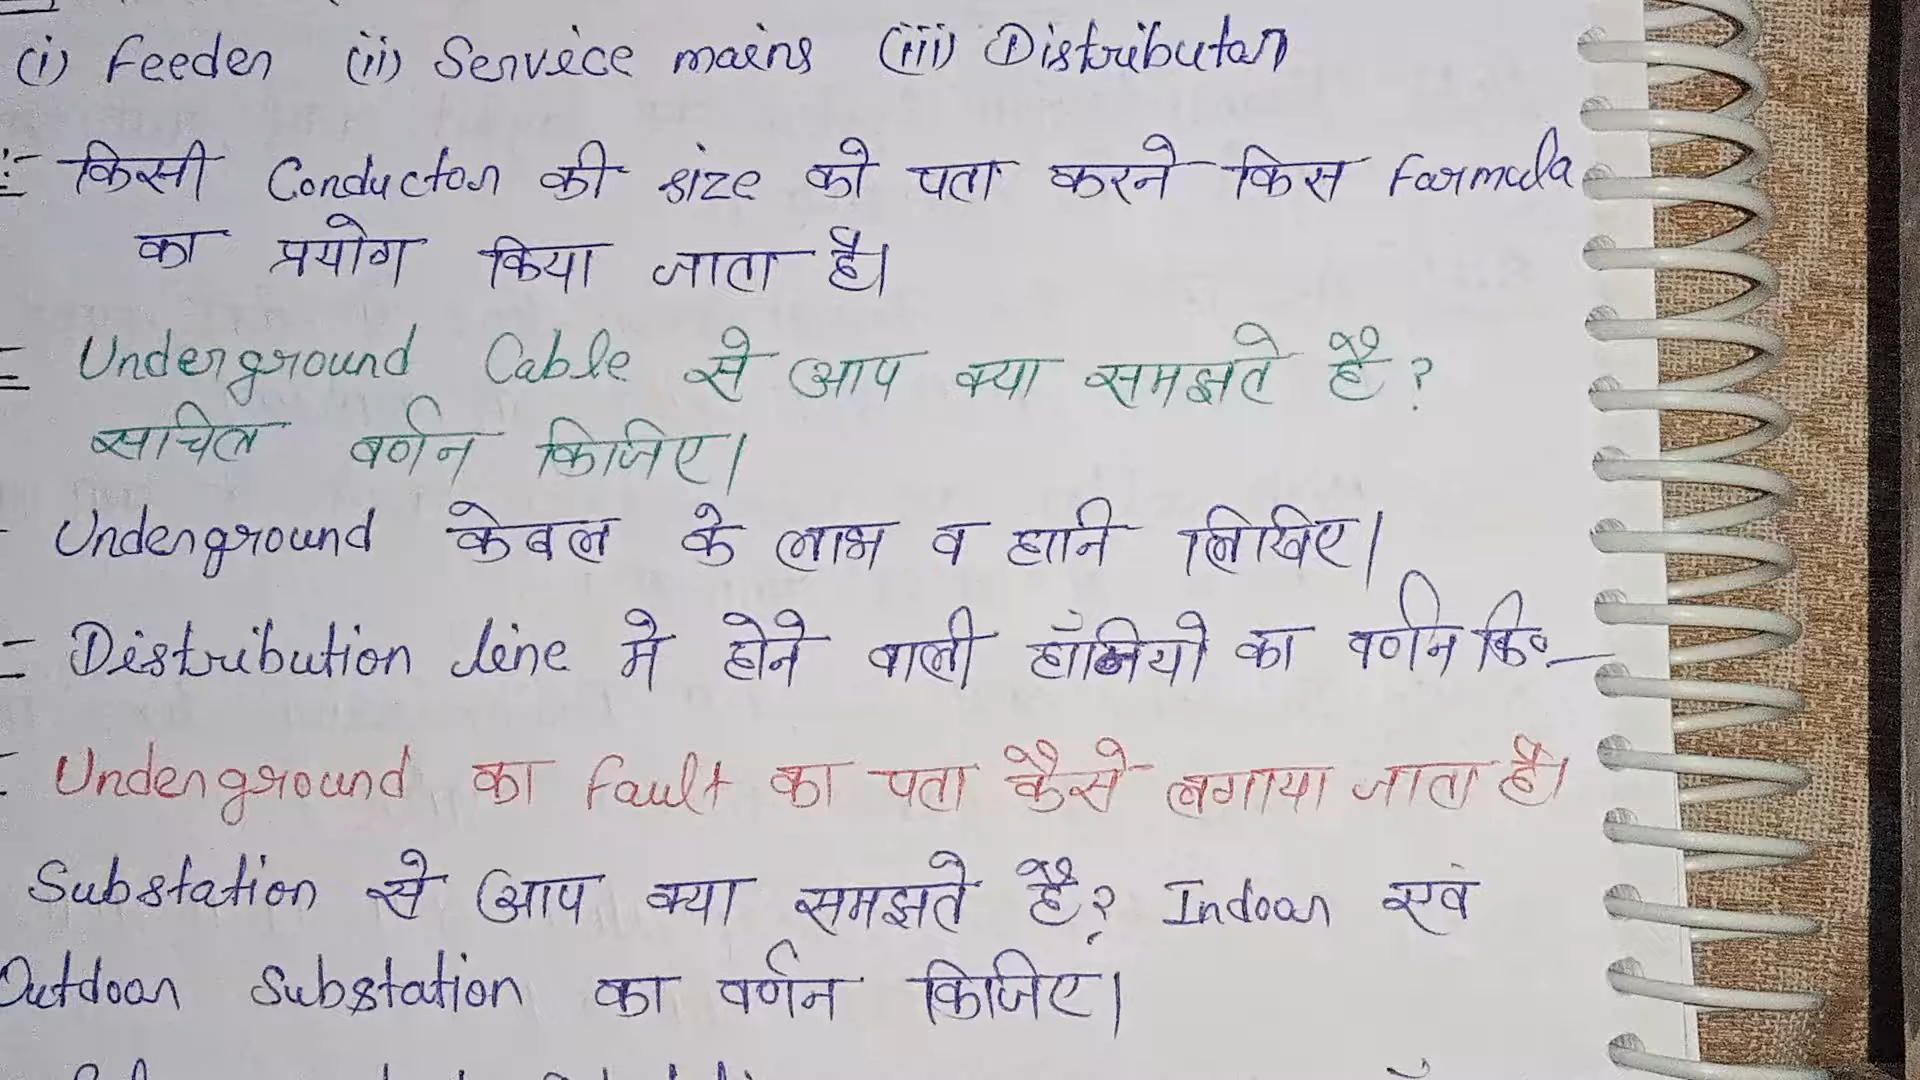 (i) Feeder (ii) Service mains (iii) Distributor
किसी Conductor की size को पता करने किस Formula
का प्रयोग किया जाता है।
Underground Cable से आप क्या समझते है?
सचित्र वर्णन किजिए।
Underground केबल के लाभ व हानि लिखिए।
Distribution line मे होने वाली हाँनियो का वर्णन कि॰—
Underground का fault का पता कैसे लगाया जाता है।
Substation से आप क्या समझते है? Indoor एवं
Outdoor Substation का वर्णन किजिए।